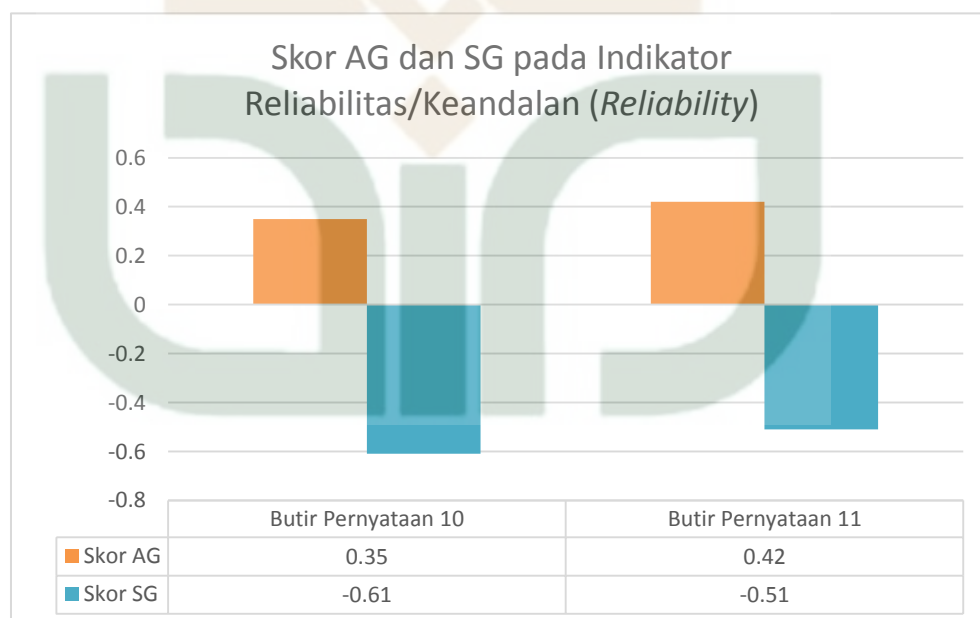 Skor AG dan SG pada Indikator
Reliabilitas/Keandalan (Reliability)
0.6
0.4
0.2
0
-0.2
-0.4
-0.6
-0.8
Butir Pernyataan 10 Butir Pernyataan 11
Skor AG 0.35 0.42
Skor SG -0.61 -0.51